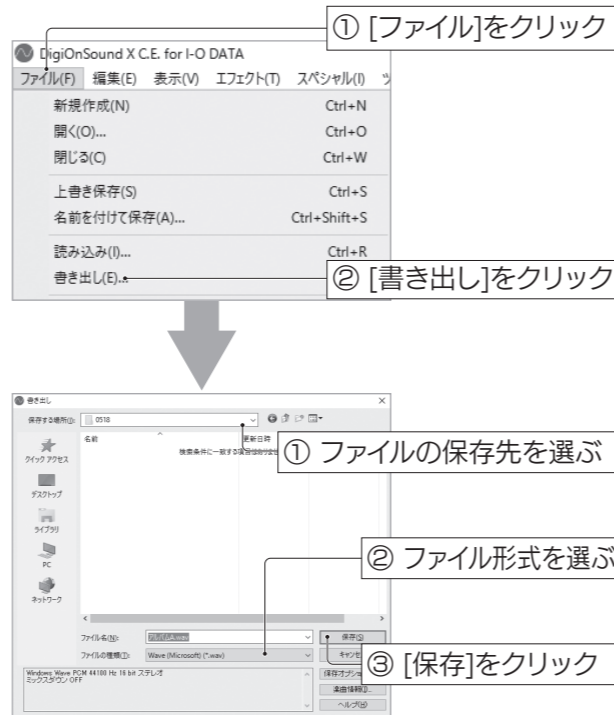 ① [ファイル]をクリック
DigiOnSound X C.E. for I-O DATA
ファイル(F) 編集(E) 表示(V) エフェクト(T) スペシャル(I) ツ
新規作成(N) Ctrl+N
開く(O)... Ctrl+O
閉じる(C) Ctrl+W
上書き保存(S) Ctrl+S
名前を付けて保存(A)... Ctrl+Shift+S
読み込み(I)... Ctrl+R
書き出し(E)...
② [書き出し]をクリック
書き出し
保存する場所(I): 0518
名前 更新日時
検索条件に一致する項目はありませ
① ファイルの保存先を選ぶ
クイック アクセス
デスクトップ
ライブラリ
PC
ネットワーク
② ファイル形式を選ぶ
ファイル名(N): アルバムA.wav 保存(S)
ファイルの種類(T): Wave (Microsoft) (*.wav) キャンセ
③ [保存]をクリック
Windows Wave PCM 44100 Hz 16 bit ステレオ 保存オプショ
ミックスダウン OFF
楽曲情報(I)...
ヘルプ(H)